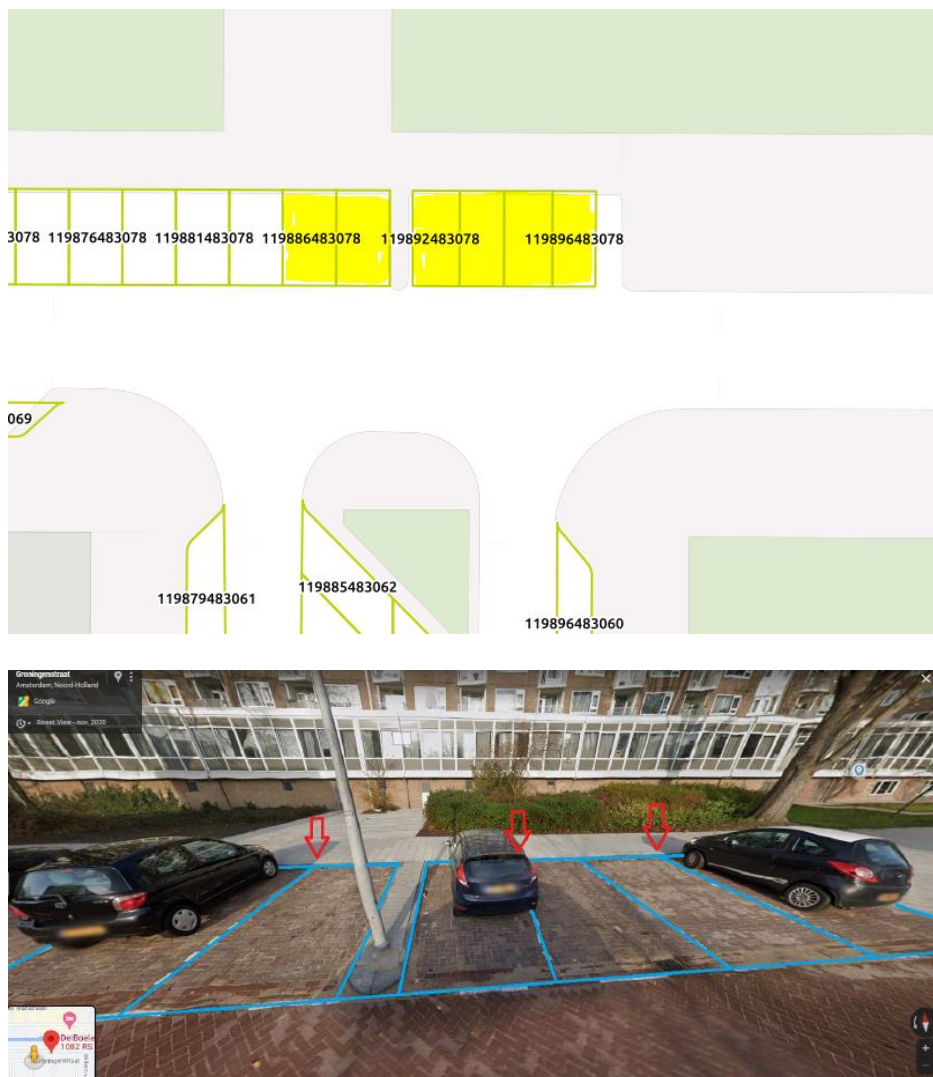 3078 119876483078 119881483078 119886483078 119892483078 119896483078
069
119879483061
119885483062
119896483060
Groningenstraat
Amsterdam, Noord-Holland
Google
Street View - nov. 2020
De Boele
1082 RS
Groningenstraat